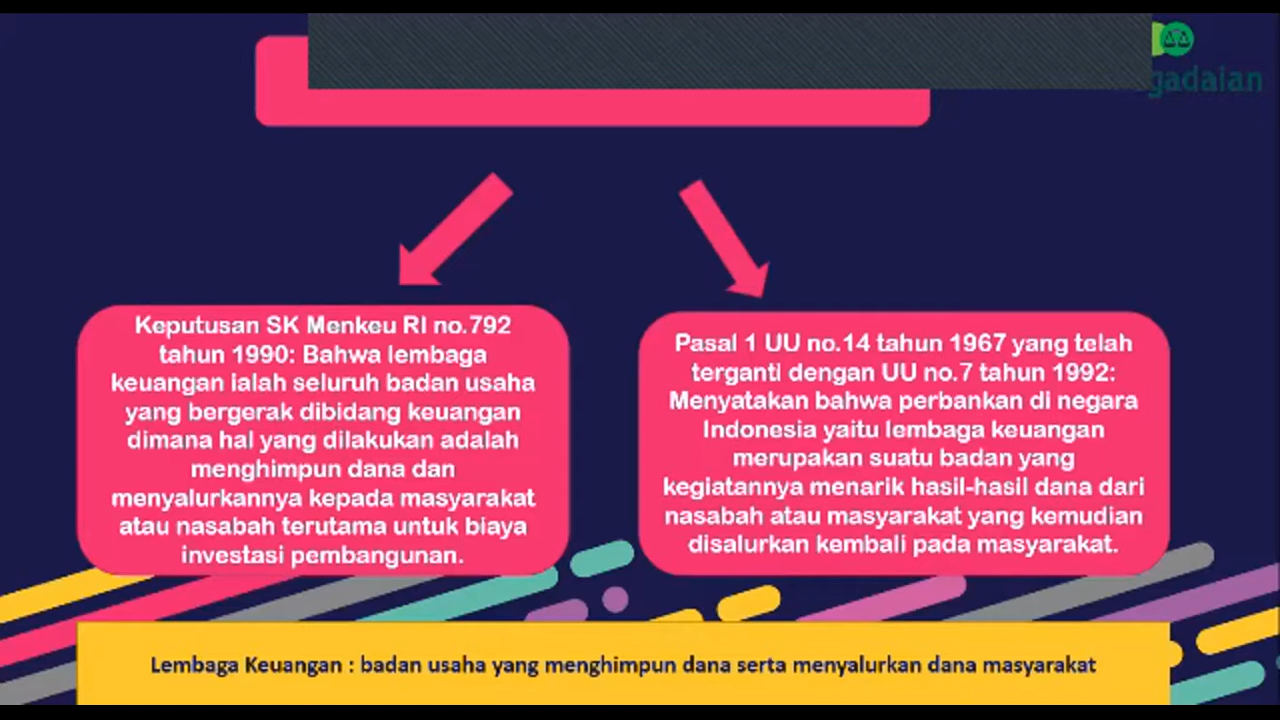 gadaian
Keputusan SK Menkeu RI no.792
tahun 1990: Bahwa lembaga
keuangan ialah seluruh badan usaha
yang bergerak dibidang keuangan
dimana hal yang dilakukan adalah
menghimpun dana dan
menyalurkannya kepada masyarakat
atau nasabah terutama untuk biaya
investasi pembangunan.
Pasal 1 UU no.14 tahun 1967 yang telah
terganti dengan UU no.7 tahun 1992:
Menyatakan bahwa perbankan di negara
Indonesia yaitu lembaga keuangan
merupakan suatu badan yang
kegiatannya menarik hasil-hasil dana dari
nasabah atau masyarakat yang kemudian
disalurkan kembali pada masyarakat.
Lembaga Keuangan : badan usaha yang menghimpun dana serta menyalurkan dana masyarakat